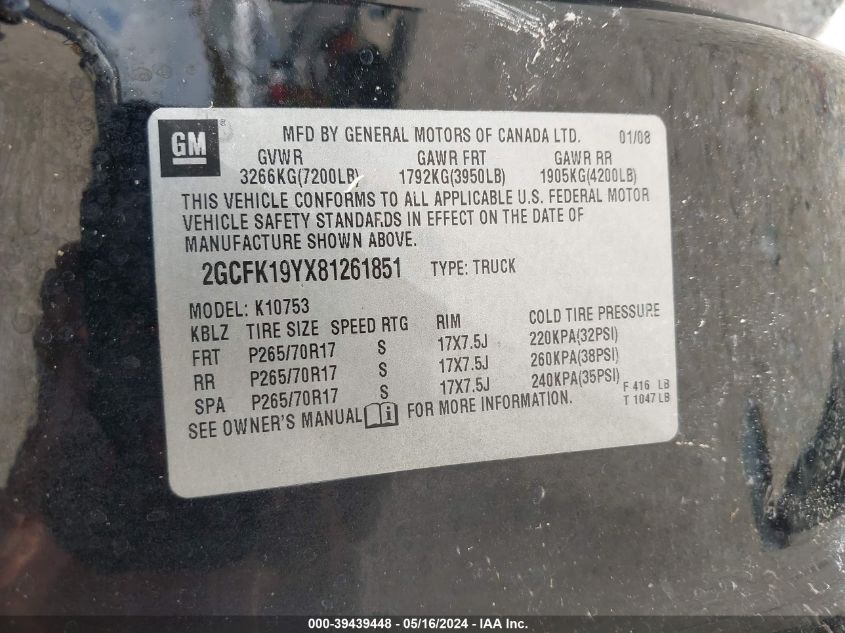 GM ® MFD BY GENERAL MOTORS OF CANADA LTD. 01/08
GVWR GAWR FRT GAWR RR
3266KG(7200LB) 1792KG(3950LB) 1905KG(4200LB)
THIS VEHICLE CONFORMS TO ALL APPLICABLE U.S. FEDERAL MOTOR
VEHICLE SAFETY STANDARDS IN EFFECT ON THE DATE OF
MANUFACTURE SHOWN ABOVE.
2GCFK19YX81261851 TYPE: TRUCK
MODEL: K10753
KBLZ TIRE SIZE SPEED RTG RIM COLD TIRE PRESSURE
FRT P265/70R17 S 17X7.5J 220KPA(32PSI)
RR P265/70R17 S 17X7.5J 260KPA(38PSI)
SPA P265/70R17 S 17X7.5J 240KPA(35PSI) F 416 LB
T 1047 LB
SEE OWNER'S MANUAL i FOR MORE INFORMATION.
000-39439448 - 05/16/2024 - IAA Inc.